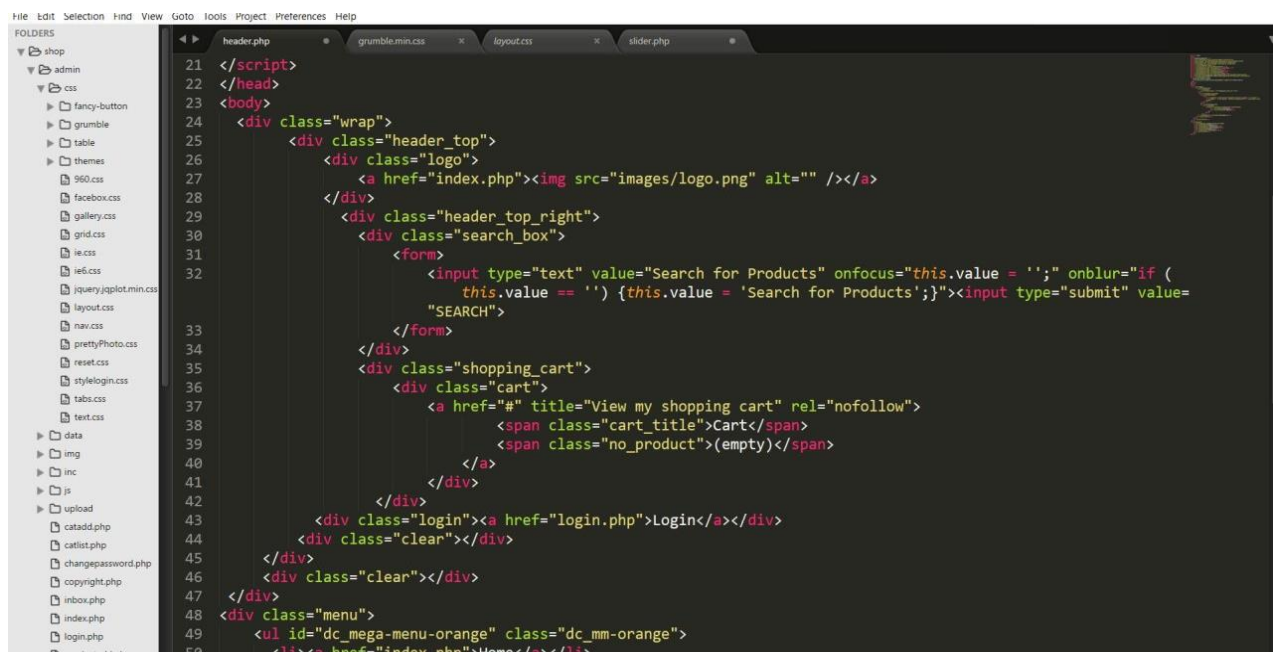 File Edit Selection Find View Goto Tools Project Preferences Help
FOLDERS
shop
admin
css
fancy-button
grumble
table
themes
960.css
facebox.css
gallery.css
grid.css
ie.css
ie6.css
jquery.jqplot.min.css
layout.css
nav.css
prettyPhoto.css
reset.css
stylelogin.css
tabs.css
text.css
data
img
inc
js
upload
catadd.php
catlist.php
changepassword.php
copyright.php
inbox.php
index.php
login.php
header.php grumble.min.css layout.css slider.php
21 </script>
22 </head>
23 <body>
24 <div class="wrap">
25 <div class="header_top">
26 <div class="logo">
27 <a href="index.php"><img src="images/logo.png" alt="" /></a>
28 </div>
29 <div class="header_top_right">
30 <div class="search_box">
31 <form>
32 <input type="text" value="Search for Products" onfocus="this.value = '';" onblur="if (
this.value == '') {this.value = 'Search for Products';}"><input type="submit" value=
"SEARCH">
33 </form>
34 </div>
35 <div class="shopping_cart">
36 <div class="cart">
37 <a href="#" title="View my shopping cart" rel="nofollow">
38 <span class="cart_title">Cart</span>
39 <span class="no_product">(empty)</span>
40 </a>
41 </div>
42 </div>
43 <div class="login"><a href="login.php">Login</a></div>
44 <div class="clear"></div>
45 </div>
46 <div class="clear"></div>
47 </div>
48 <div class="menu">
49 <ul id="dc_mega-menu-orange" class="dc_mm-orange">
50 <li><a href="index.php">Home</a></li>